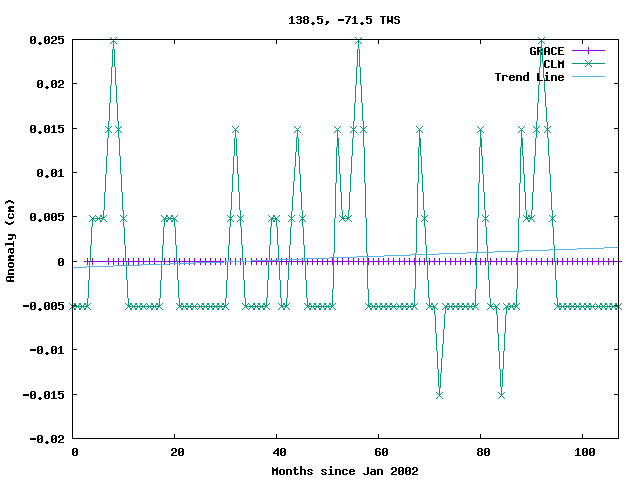 138.5, -71.5 TWS
0.025
0.02
0.015
0.01
0.005
0
-0.005
-0.01
-0.015
-0.02
Anomaly (cm)
GRACE
CLM
Trend Line
0 20 40 60 80 100
Months since Jan 2002